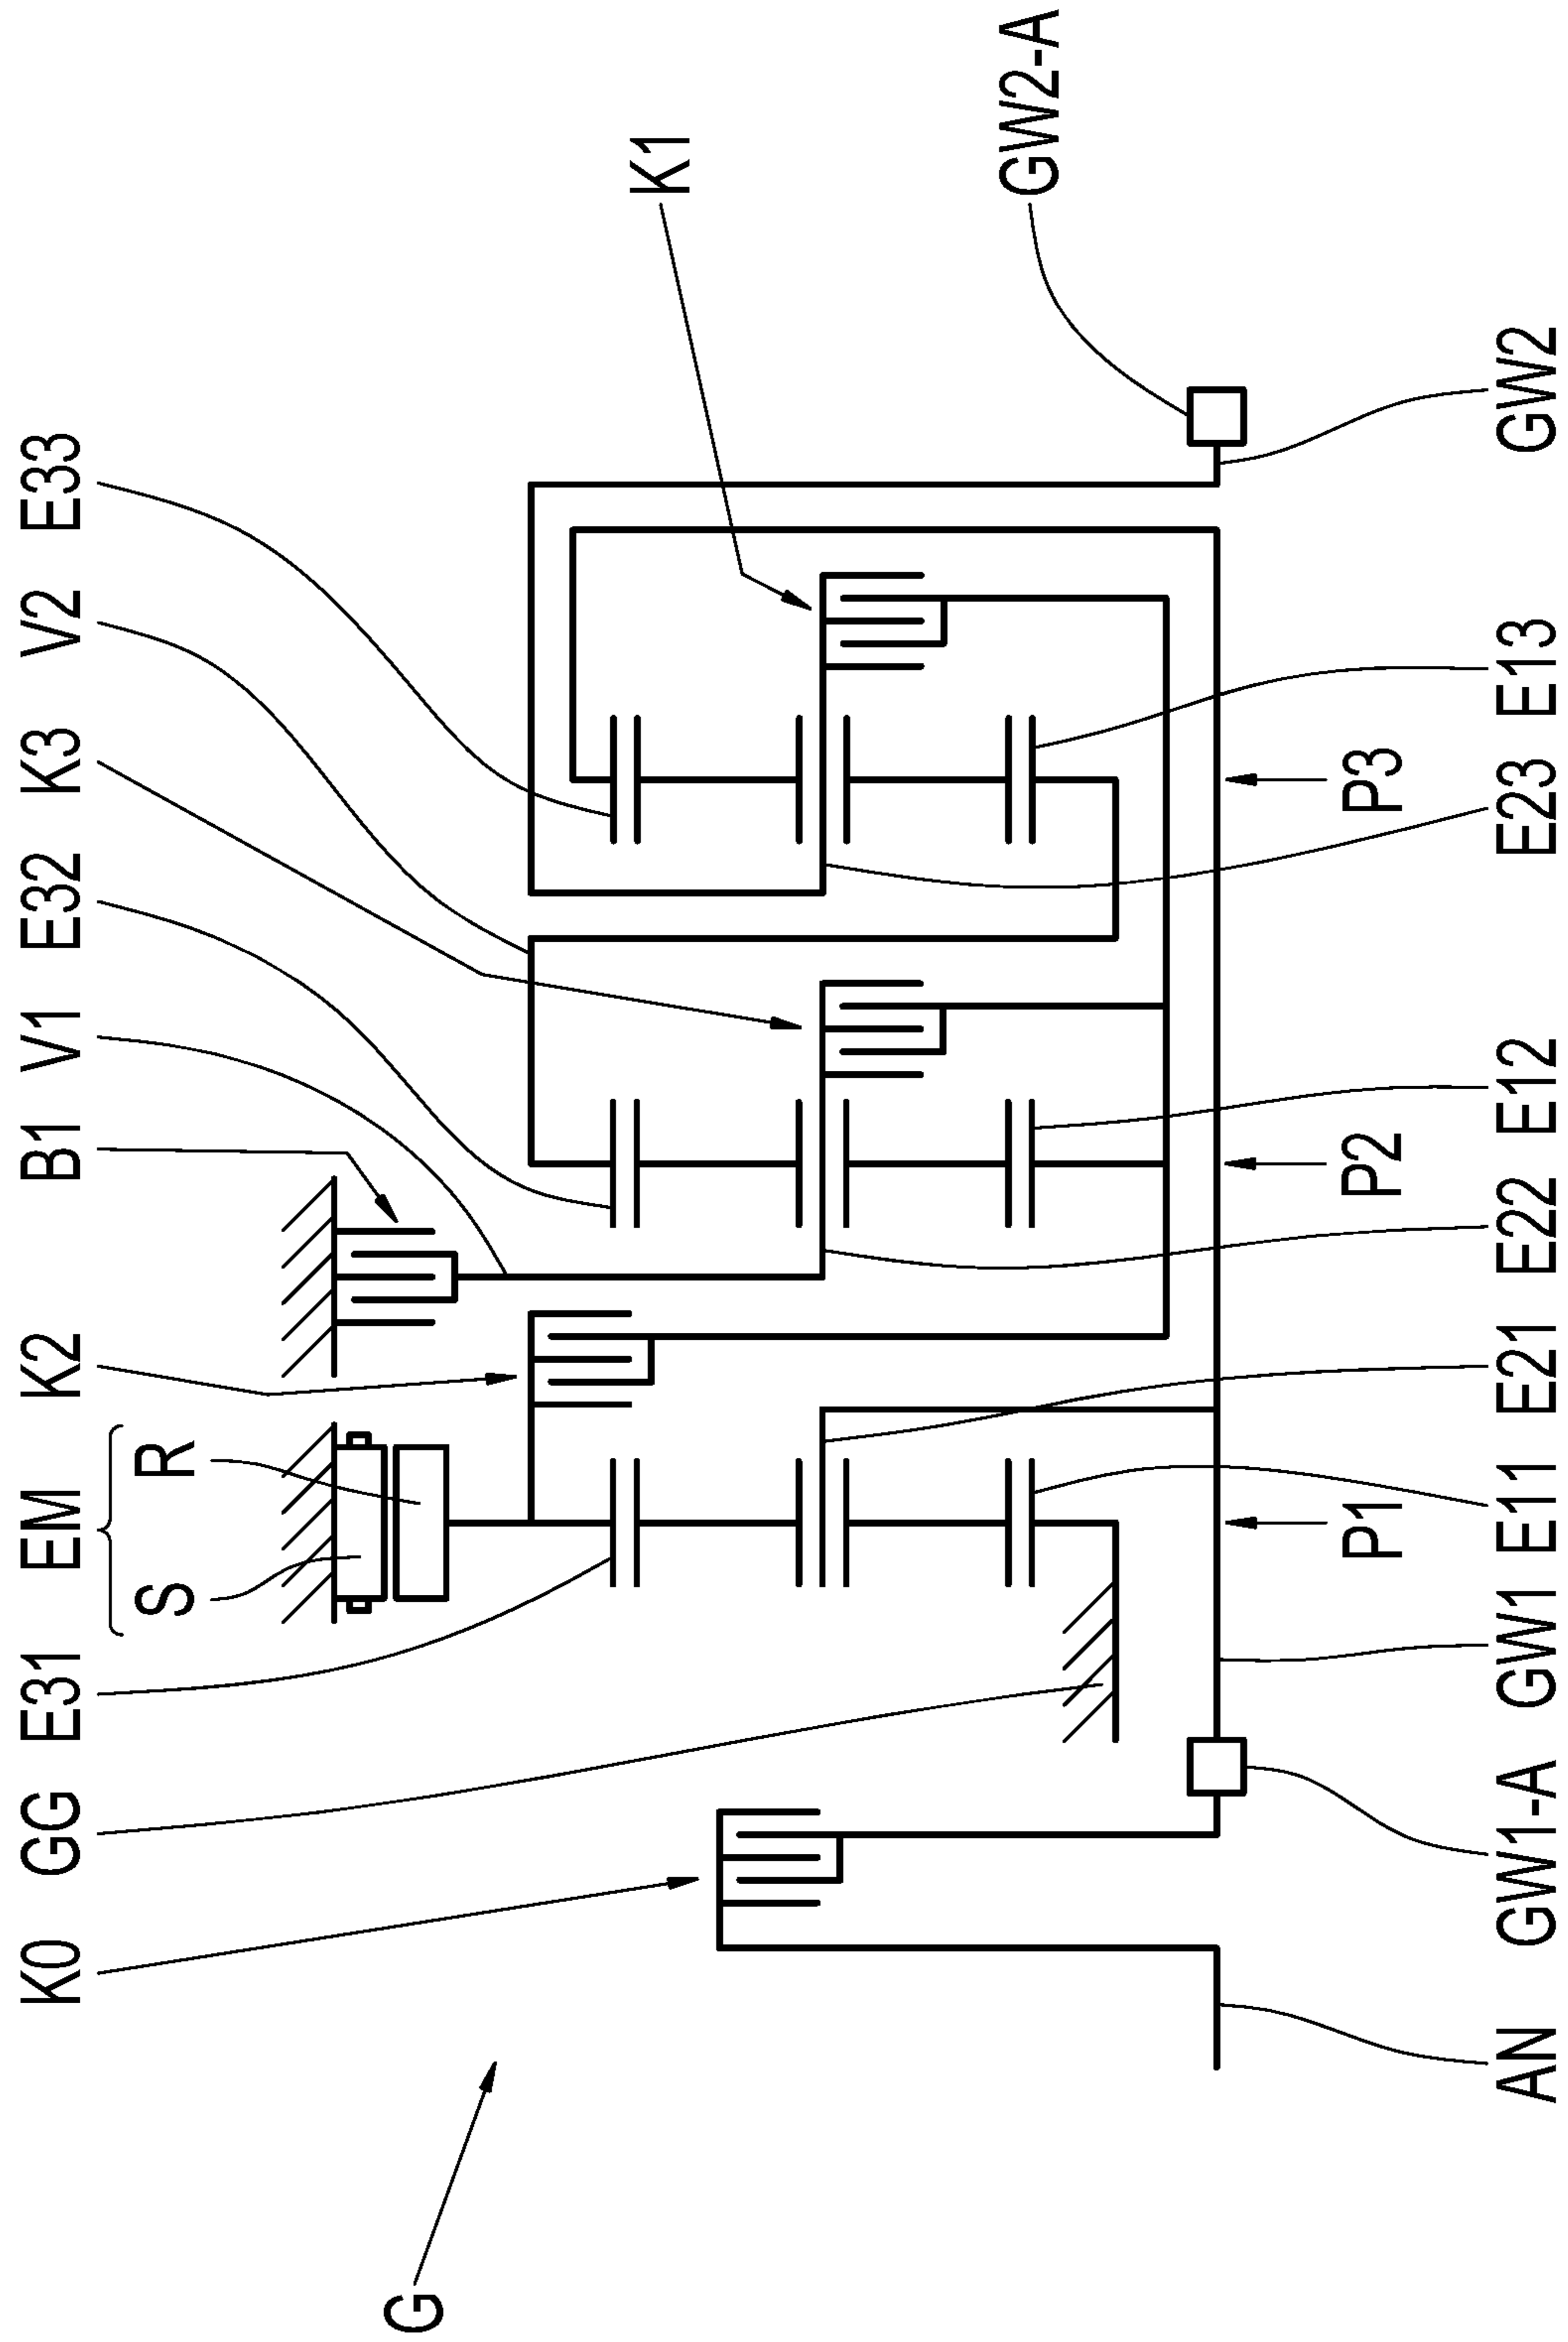 K0 GG E31 EM K2 B1 V1 E32 K3 V2 E33
S R
K1
G
GW2-A
P1 P2 P3
AN GW1-A GW1 E11 E21 E22 E12 E23 E13 GW2